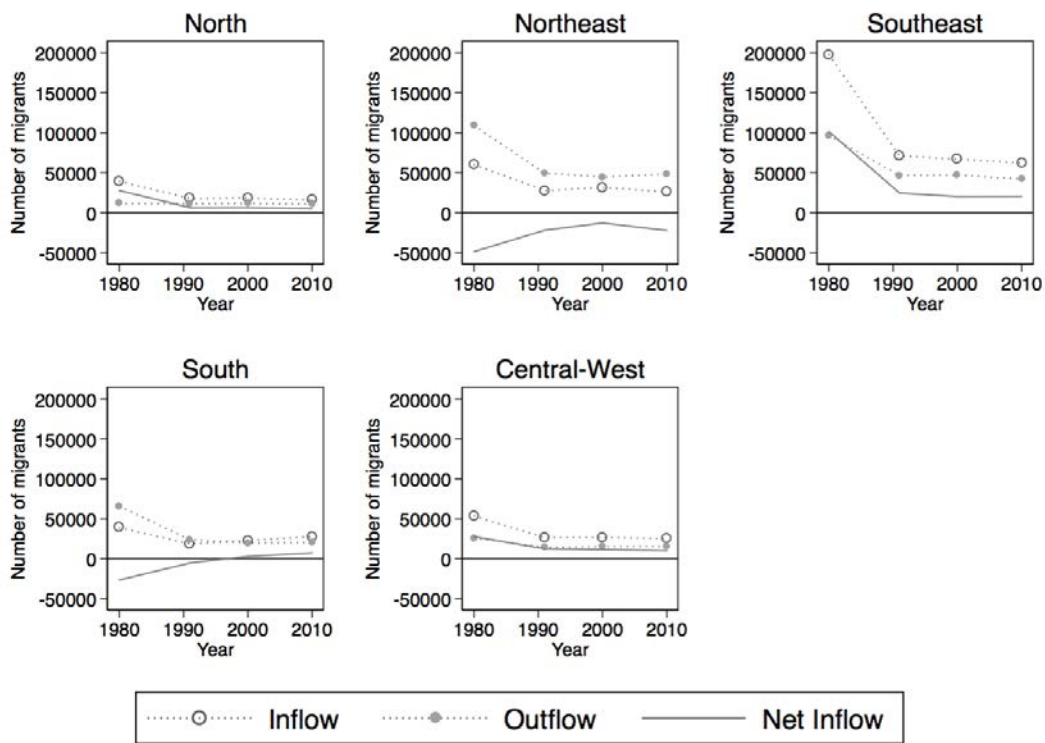 North
Number of migrants
200000
150000
100000
50000
0
-50000
1980 1990 2000 2010
Year
Northeast
Number of migrants
200000
150000
100000
50000
0
-50000
1980 1990 2000 2010
Year
Southeast
Number of migrants
200000
150000
100000
50000
0
-50000
1980 1990 2000 2010
Year
South
Number of migrants
200000
150000
100000
50000
0
-50000
1980 1990 2000 2010
Year
Central-West
Number of migrants
200000
150000
100000
50000
0
-50000
1980 1990 2000 2010
Year
Inflow Outflow Net Inflow